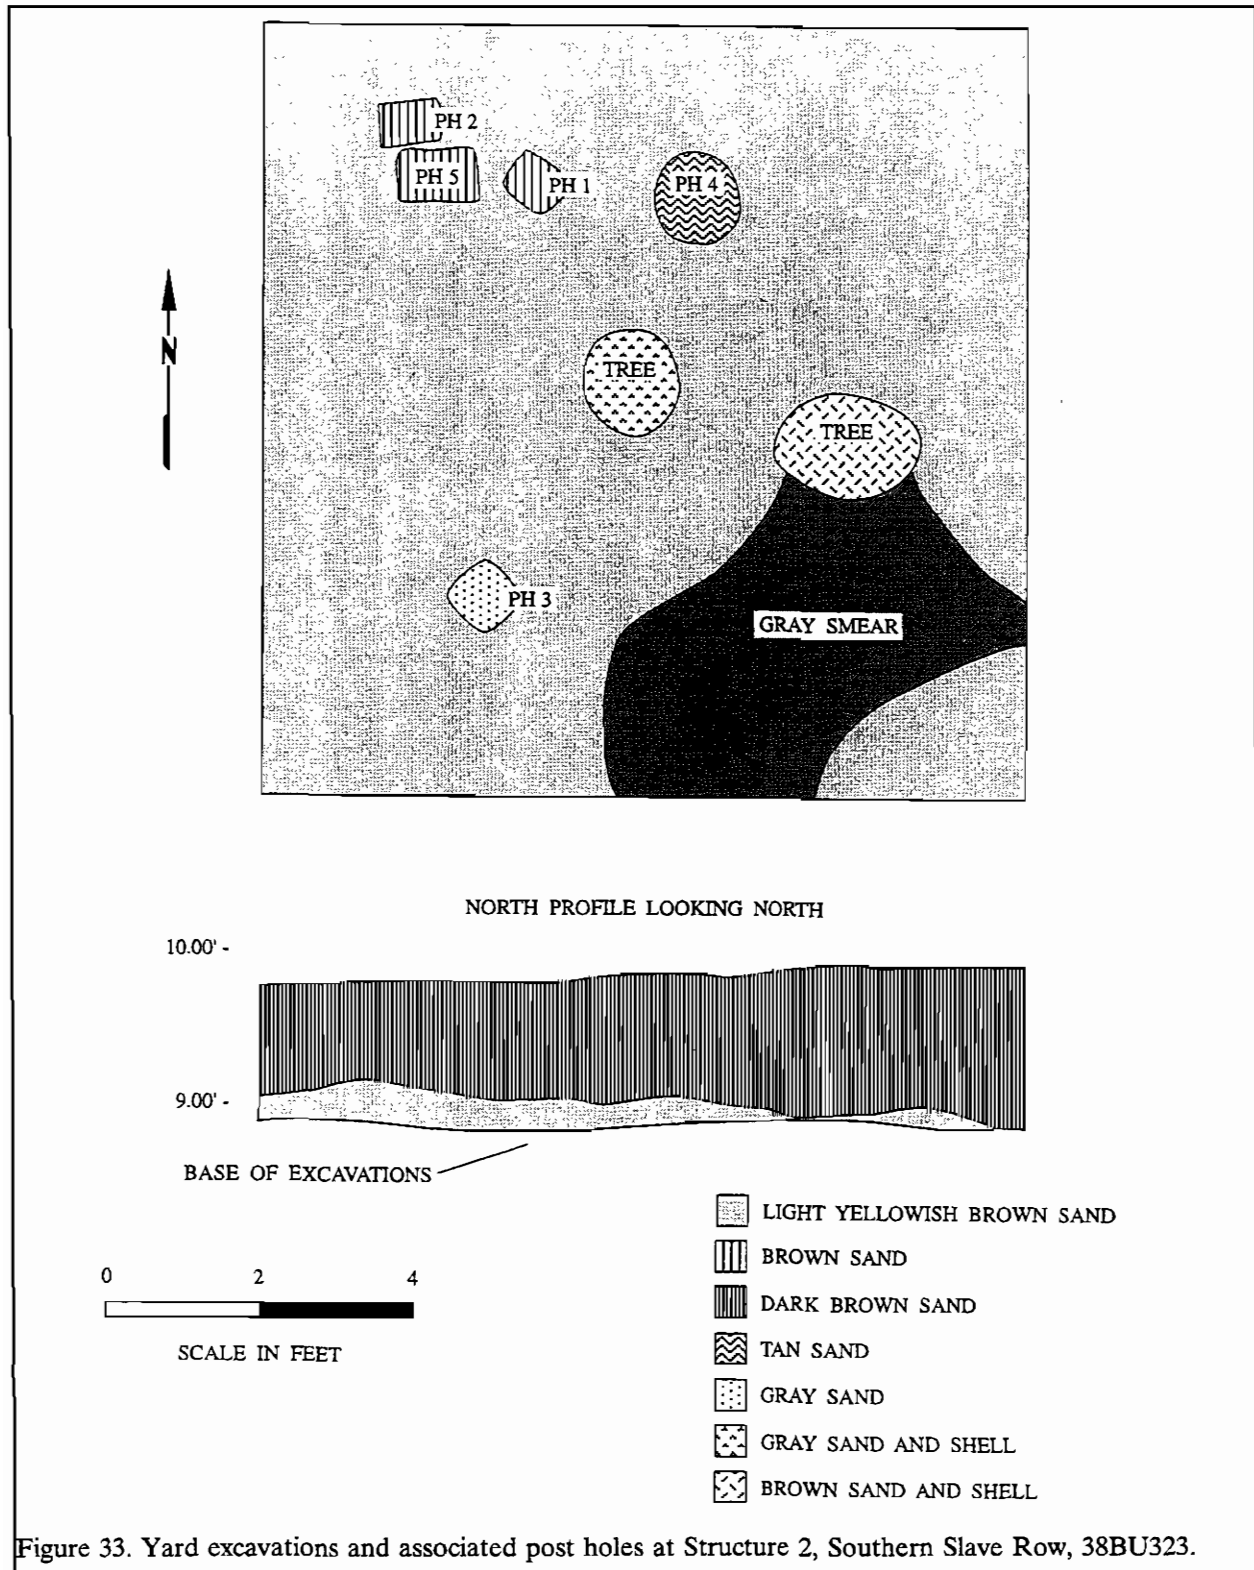 PH 2
PH 5
PH 1
PH 4
N
TREE
TREE
PH 3
GRAY SMEAR
NORTH PROFILE LOOKING NORTH
10.00' -
9.00' -
BASE OF EXCAVATIONS
0 2 4
SCALE IN FEET
LIGHT YELLOWISH BROWN SAND
BROWN SAND
DARK BROWN SAND
TAN SAND
GRAY SAND
GRAY SAND AND SHELL
BROWN SAND AND SHELL
Figure 33. Yard excavations and associated post holes at Structure 2, Southern Slave Row, 38BU323.